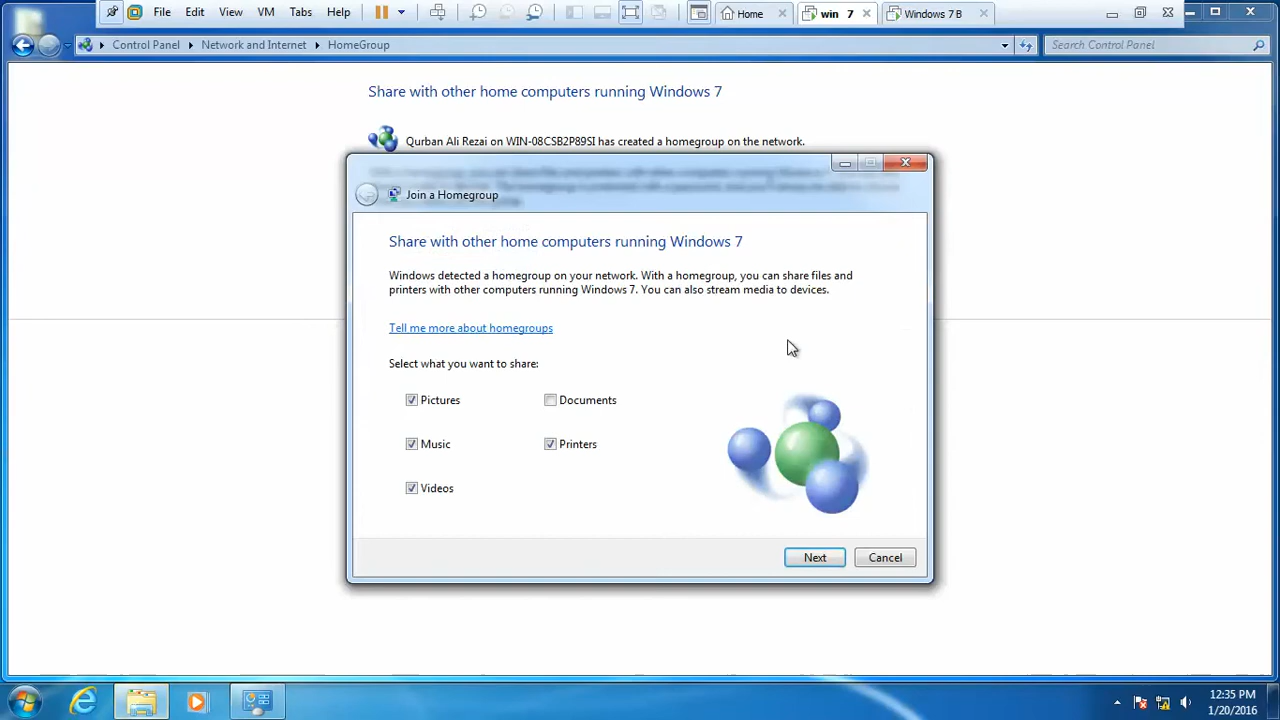 File Edit View VM Tabs Help
Home win 7 Windows 7 B
Control Panel Network and Internet HomeGroup Search Control Panel
Share with other home computers running Windows 7
Qurban Ali Rezai on WIN-08CSB2P89SI has created a homegroup on the network.
Join a Homegroup
Share with other home computers running Windows 7
Windows detected a homegroup on your network. With a homegroup, you can share files and
printers with other computers running Windows 7. You can also stream media to devices.
Tell me more about homegroups
Select what you want to share:
Pictures Documents
Music Printers
Videos
Next Cancel
12:35 PM
1/20/2016